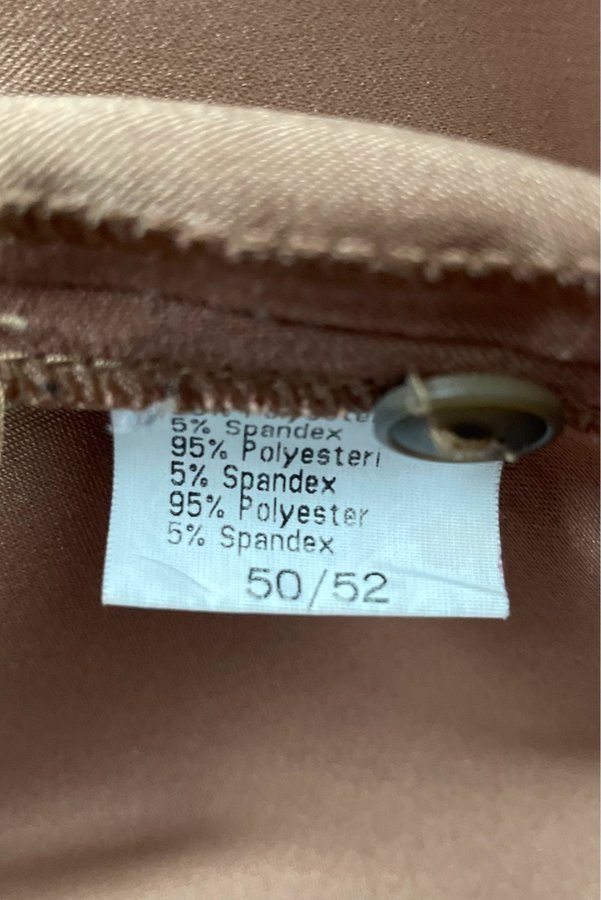 5% Spandex
95% Polyesteri
5% Spandex
95% Polyester
5% Spandex
50/52